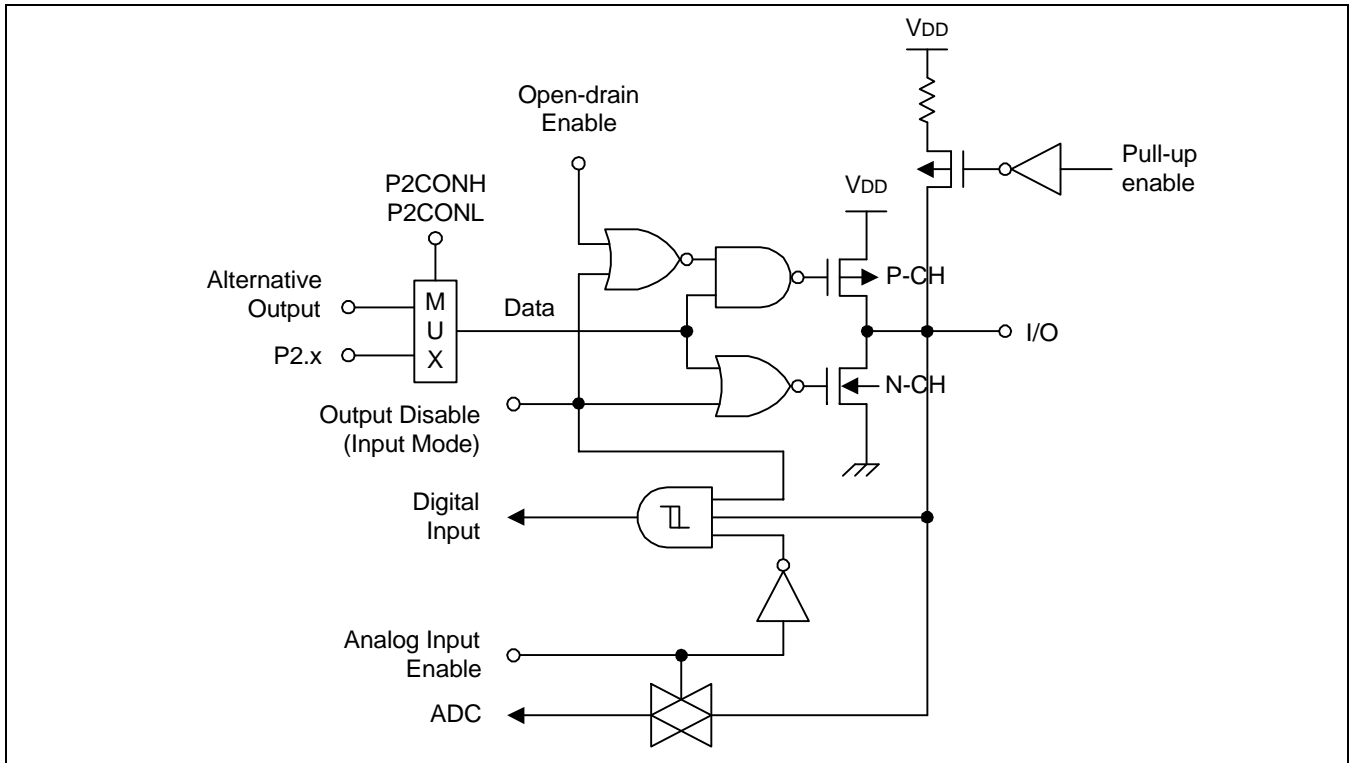 VDD
Open-drain
Enable
Pull-up
enable
P2CONH
P2CONL
VDD
Alternative
Output
M
U
X
Data
P-CH
I/O
P2.x
N-CH
Output Disable
(Input Mode)
Digital
Input
Analog Input
Enable
ADC